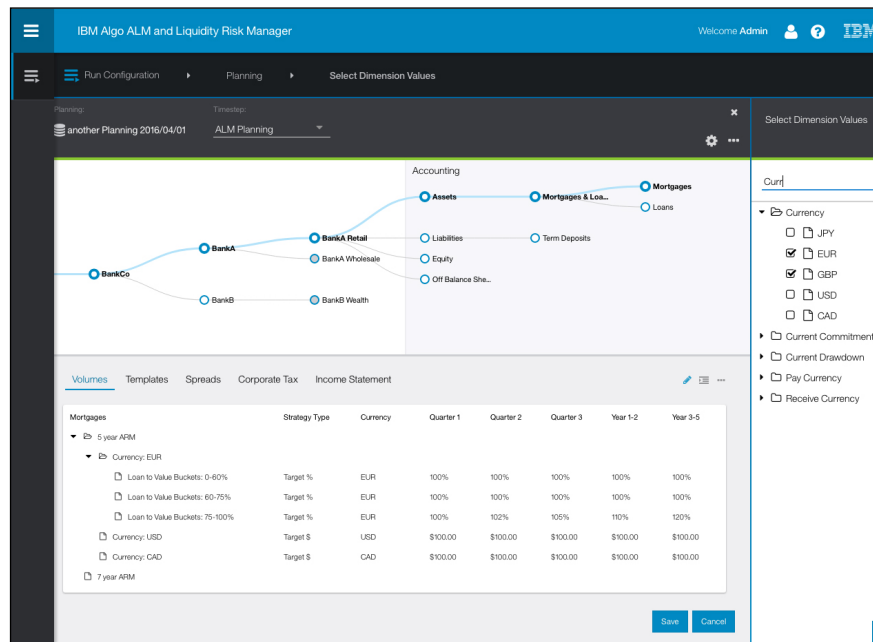 IBM Algo ALM and Liquidity Risk Manager
Welcome Admin
IBM
Run Configuration Planning Select Dimension Values
Planning: Timestep:
another Planning 2016/04/01 ALM Planning
Select Dimension Values
Curr
Currency
JPY
EUR
GBP
USD
CAD
Current Commitment
Current Drawdown
Pay Currency
Receive Currency
Accounting
Mortgages
Assets Mortgages & Loa...
Loans
BankA Retail Liabilities Term Deposits
BankA
BankA Wholesale Equity
BankCo Off Balance She...
BankB BankB Wealth
Volumes Templates Spreads Corporate Tax Income Statement
Mortgages Strategy Type Currency Quarter 1 Quarter 2 Quarter 3 Year 1-2 Year 3-5
5 year ARM
Currency: EUR
Loan to Value Buckets: 0-60% Target % EUR 100% 100% 100% 100% 100%
Loan to Value Buckets: 60-75% Target % EUR 100% 100% 100% 100% 100%
Loan to Value Buckets: 75-100% Target % EUR 100% 102% 105% 110% 120%
Currency: USD Target $ USD $100.00 $100.00 $100.00 $100.00 $100.00
Currency: CAD Target $ CAD $100.00 $100.00 $100.00 $100.00 $100.00
7 year ARM
Save Cancel